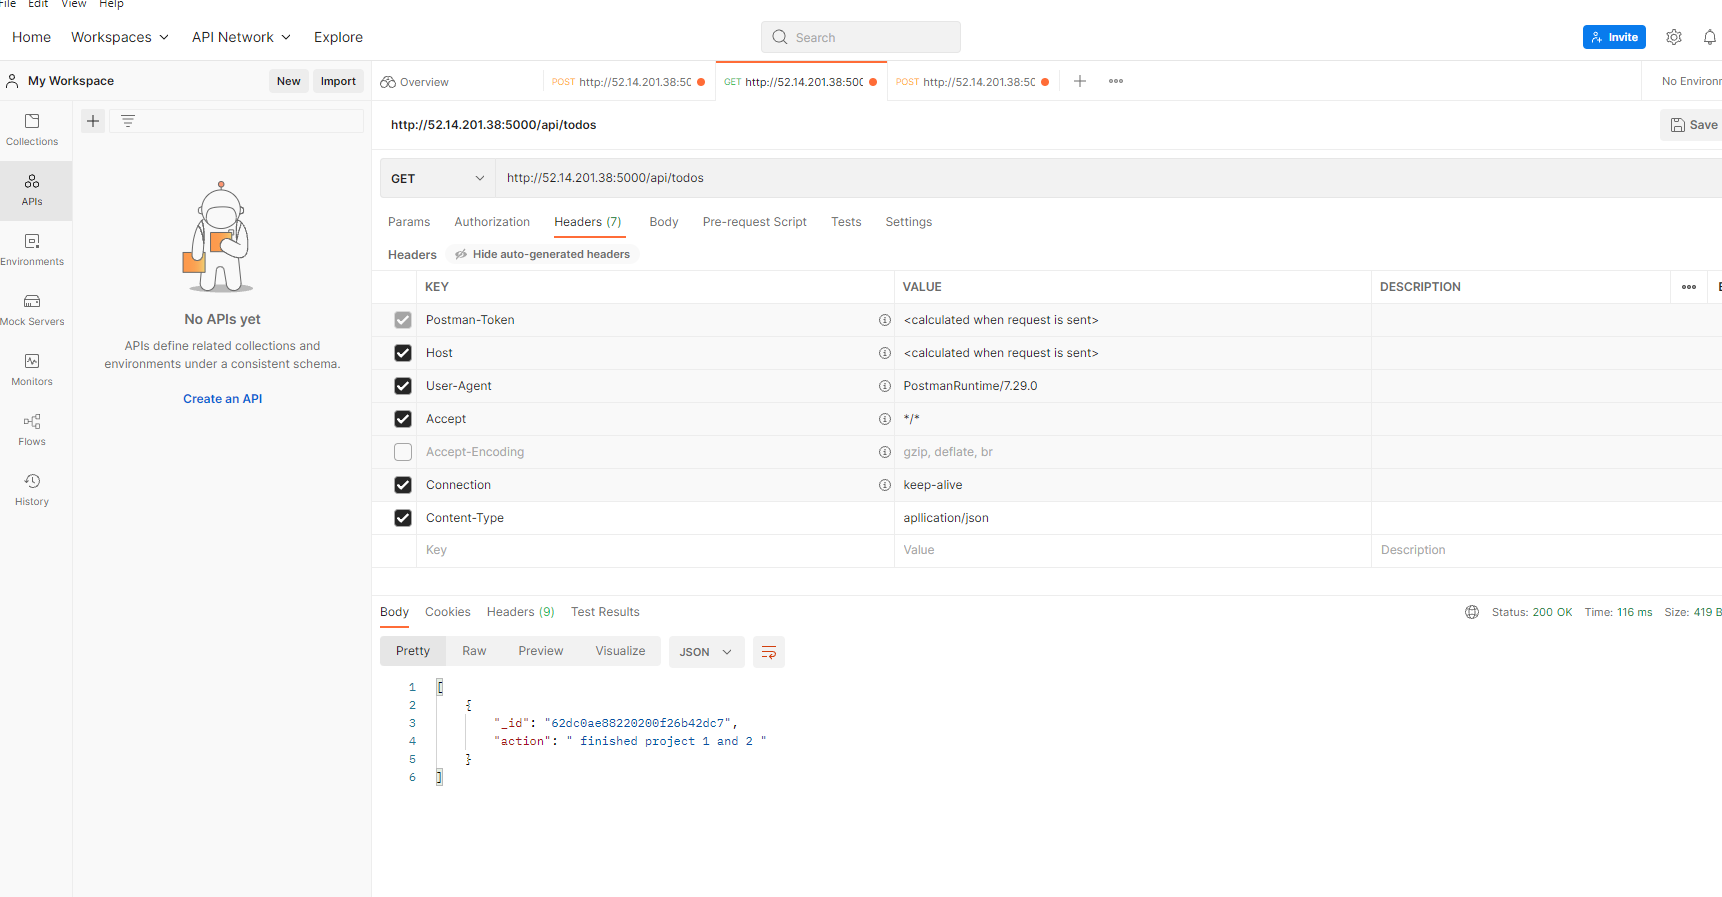 File Edit View Help
Home Workspaces API Network Explore Search Invite
My Workspace New Import Overview POST http://52.14.201.38:50 GET http://52.14.201.38:500 POST http://52.14.201.38:50 No Environ
http://52.14.201.38:5000/api/todos Save
GET http://52.14.201.38:5000/api/todos
Params Authorization Headers (7) Body Pre-request Script Tests Settings
Headers Hide auto-generated headers
KEY VALUE DESCRIPTION
Postman-Token <calculated when request is sent>
Host <calculated when request is sent>
User-Agent PostmanRuntime/7.29.0
Accept */*
Accept-Encoding gzip, deflate, br
Connection keep-alive
Content-Type apllication/json
Key Value Description
Collections
APIs
Environments
Mock Servers
Monitors
Flows
History
No APIs yet
APIs define related collections and
environments under a consistent schema.
Create an API
Body Cookies Headers (9) Test Results Status: 200 OK Time: 116 ms Size: 419 B
Pretty Raw Preview Visualize JSON
1 [
2 {
3 "_id": "62dc0ae88220200f26b42dc7",
4 "action": " finished project 1 and 2 "
5 }
6 ]